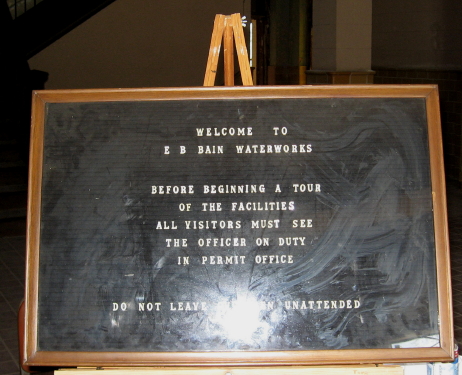 WELCOME TO
E B BAIN WATERWORKS
BEFORE BEGINNING A TOUR
OF THE FACILITIES
ALL VISITORS MUST SEE
THE OFFICER ON DUTY
IN PERMIT OFFICE
DO NOT LEAVE UNATTENDED